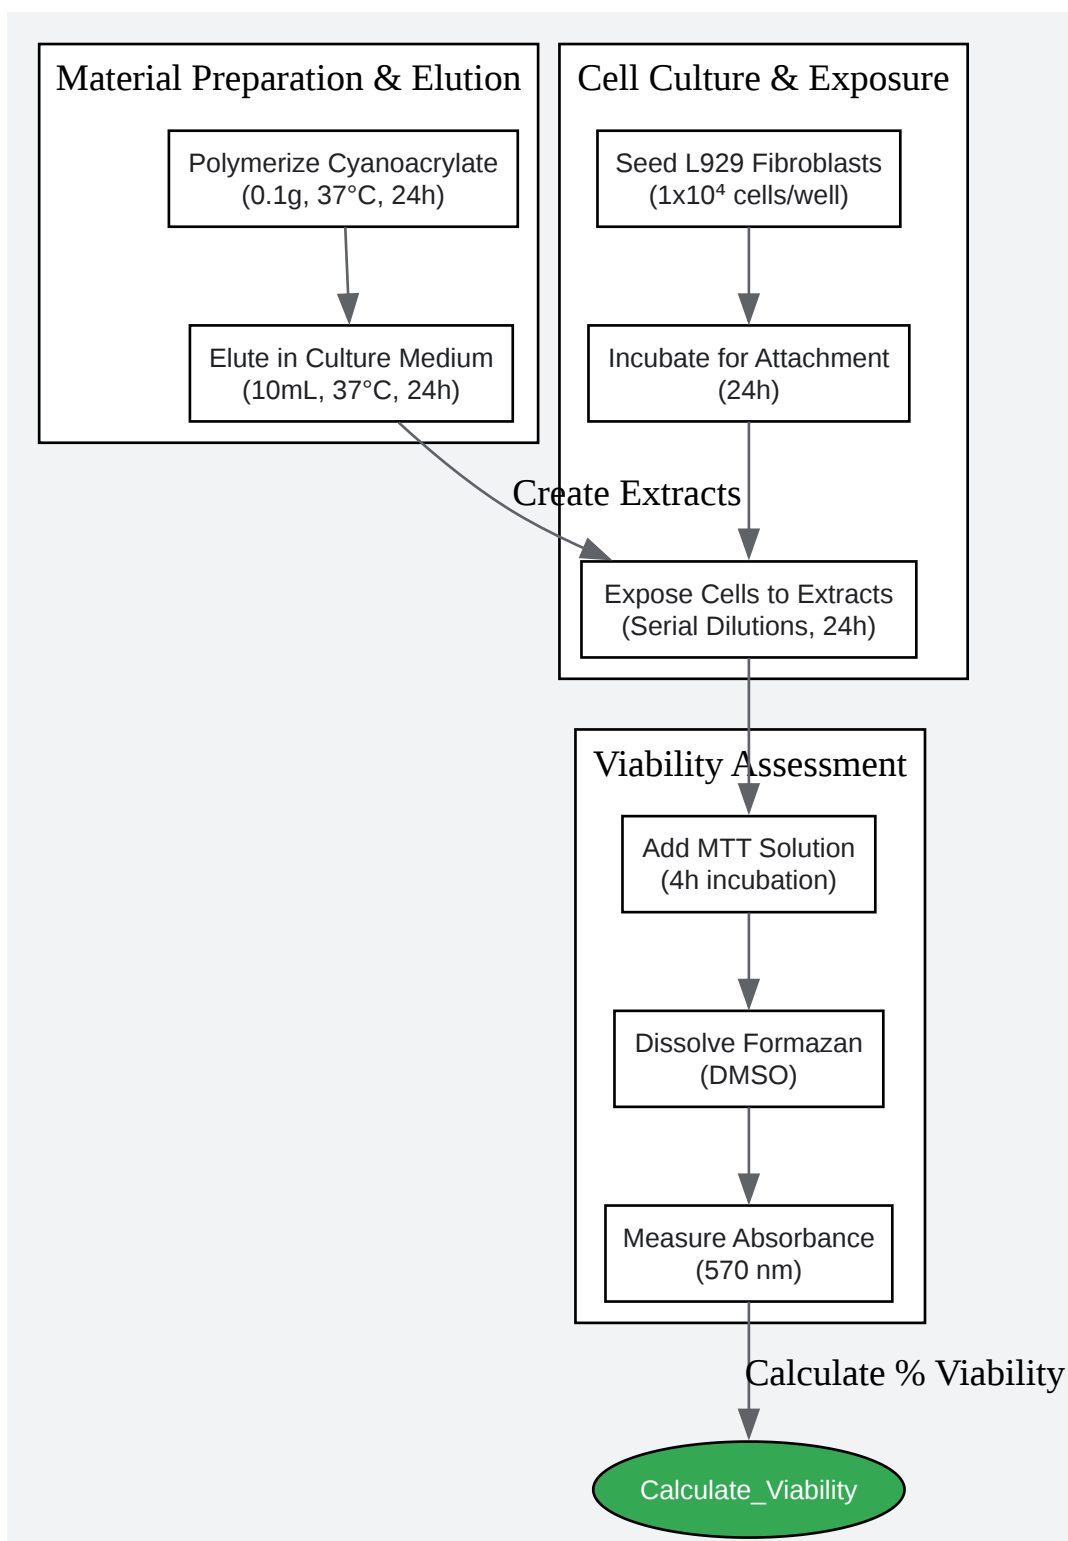 Material Preparation & Elution
Polymerize Cyanoacrylate
(0.1g, 37°C, 24h)
Elute in Culture Medium
(10mL, 37°C, 24h)
Cell Culture & Exposure
Seed L929 Fibroblasts
(1x10⁴ cells/well)
Incubate for Attachment
(24h)
Create Extracts
Expose Cells to Extracts
(Serial Dilutions, 24h)
Viability Assessment
Add MTT Solution
(4h incubation)
Dissolve Formazan
(DMSO)
Measure Absorbance
(570 nm)
Calculate % Viability
Calculate_Viability